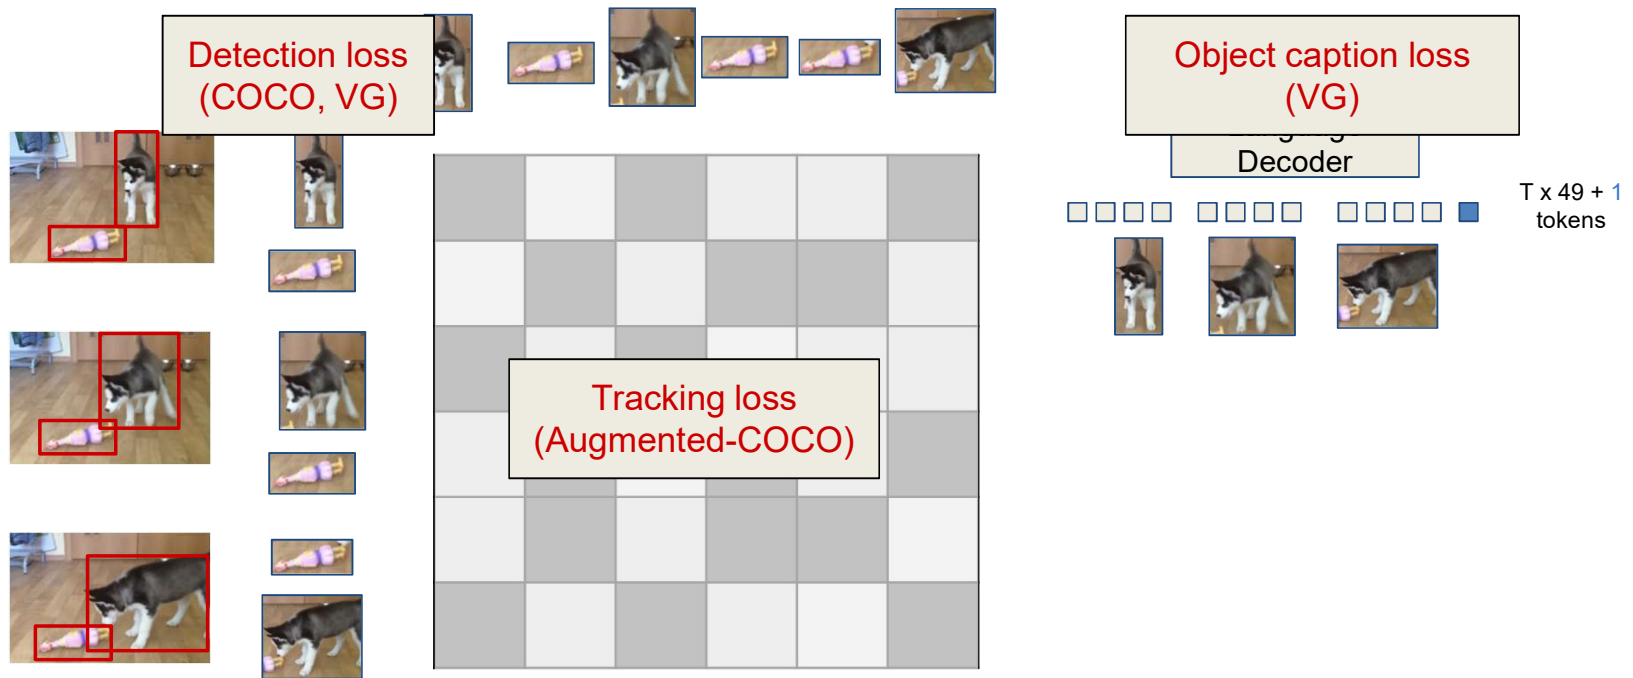 Detection loss
(COCO, VG)
Object caption loss
(VG)
Decoder
T x 49 + 1
tokens
Tracking loss
(Augmented-COCO)